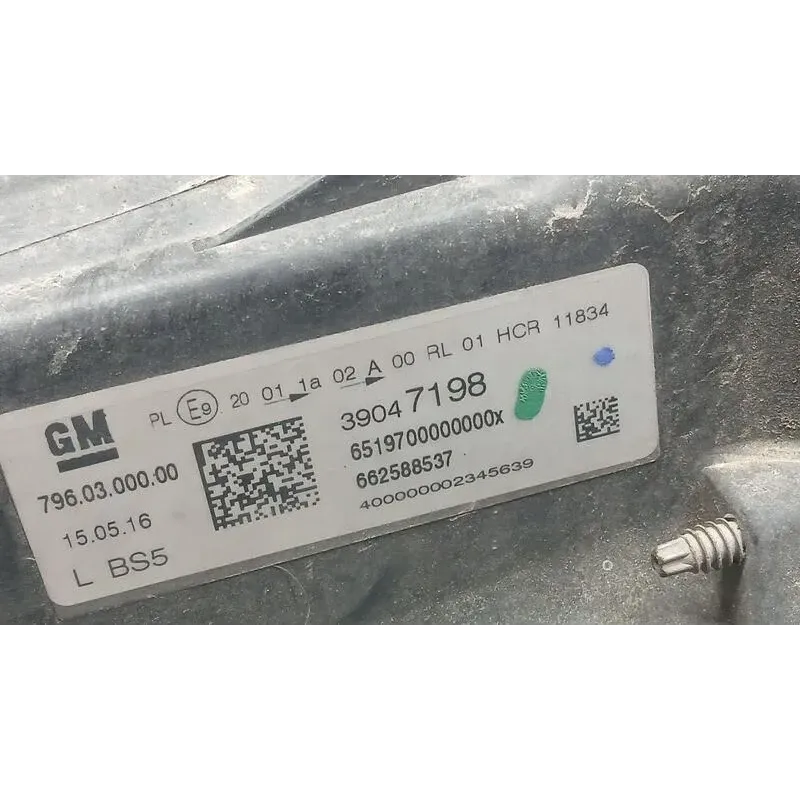 PL E9 20 01 1a 02 A 00 RL 01 HCR 11834
GM
39047198
796.03.000.00
6519700000000x
15.05.16
662588537
L BS5
400000002345639